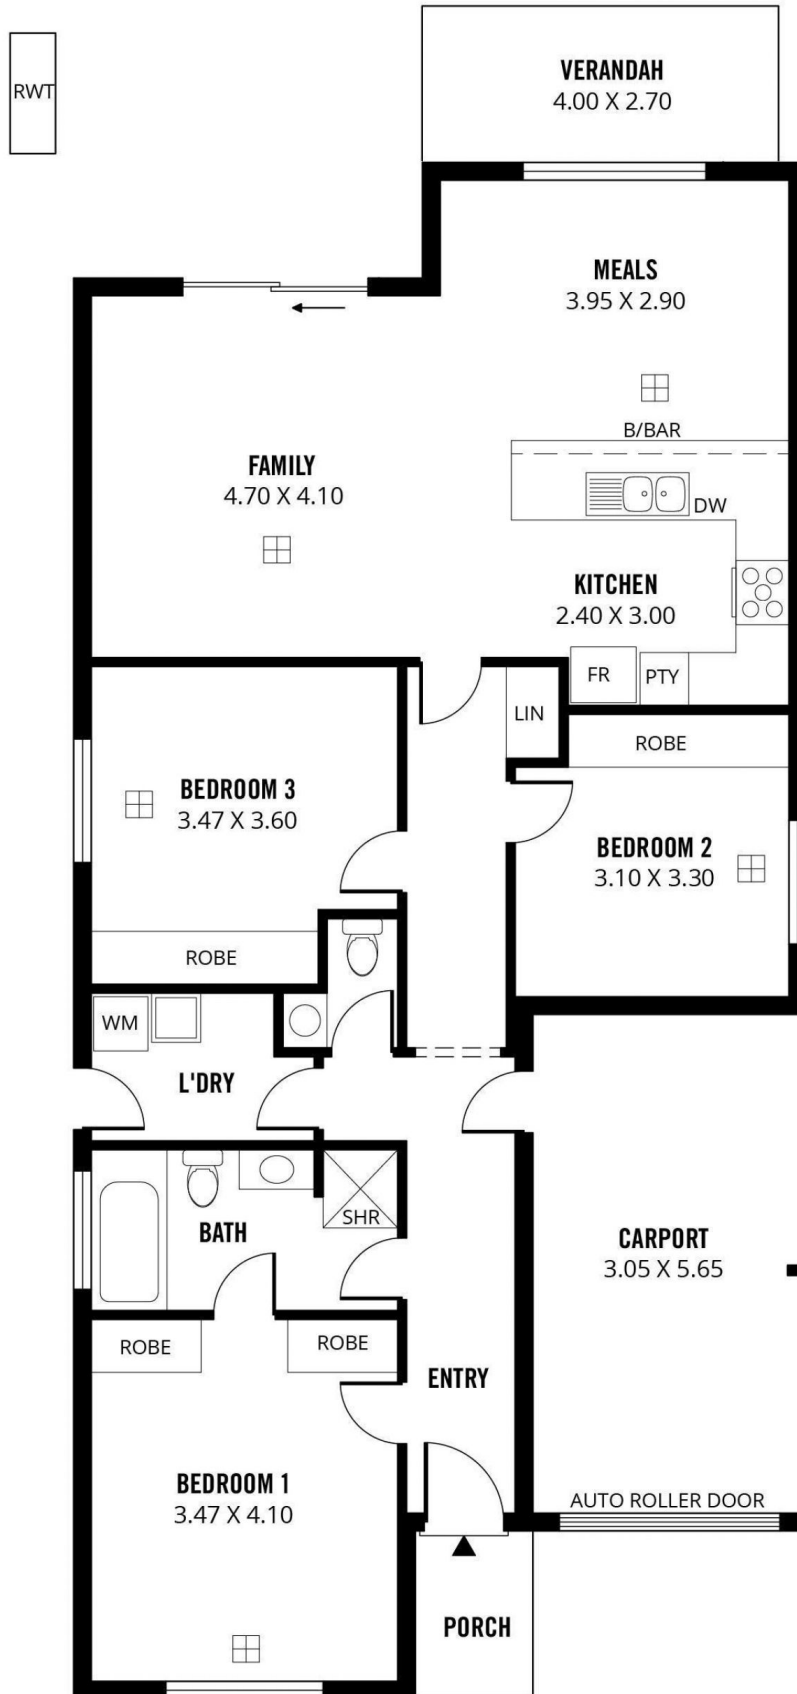 RWT
VERANDAH
4.00 X 2.70
MEALS
3.95 X 2.90
B/BAR
FAMILY
4.70 X 4.10
DW
KITCHEN
2.40 X 3.00
FR
PTY
LIN
ROBE
BEDROOM 3
3.47 X 3.60
BEDROOM 2
3.10 X 3.30
ROBE
WM
L'DRY
SHR
BATH
CARPORT
3.05 X 5.65
ROBE
ROBE
ENTRY
BEDROOM 1
3.47 X 4.10
AUTO ROLLER DOOR
PORCH